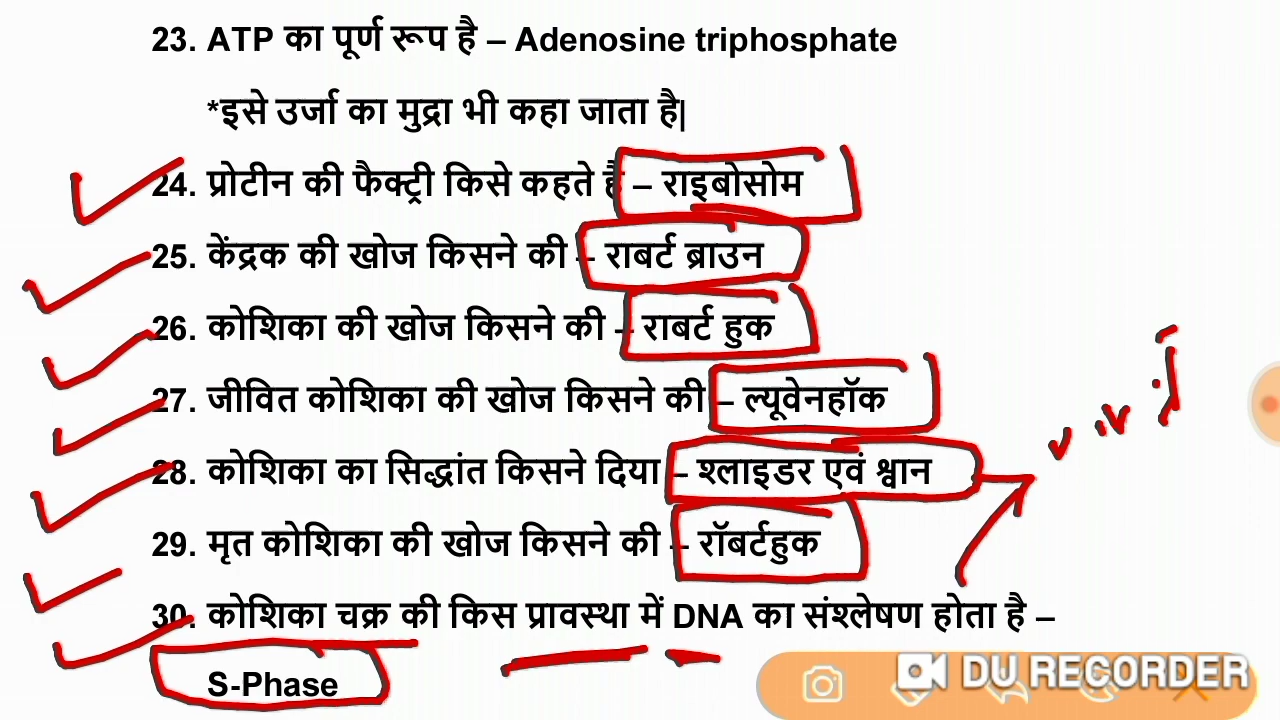 23. ATP का पूर्ण रूप है – Adenosine triphosphate
*इसे उर्जा का मुद्रा भी कहा जाता है|
24. प्रोटीन की फैक्ट्री किसे कहते हैं – राइबोसोम
25. केंद्रक की खोज किसने की – राबर्ट ब्राउन
26. कोशिका की खोज किसने की – राबर्ट हुक
27. जीवित कोशिका की खोज किसने की – ल्यूवेनहॉक
28. कोशिका का सिद्धांत किसने दिया – श्लाइडर एवं श्वान
29. मृत कोशिका की खोज किसने की – रॉबर्टहुक
30. कोशिका चक्र की किस प्रावस्था में DNA का संश्लेषण होता है –
S-Phase
DU RECORDER